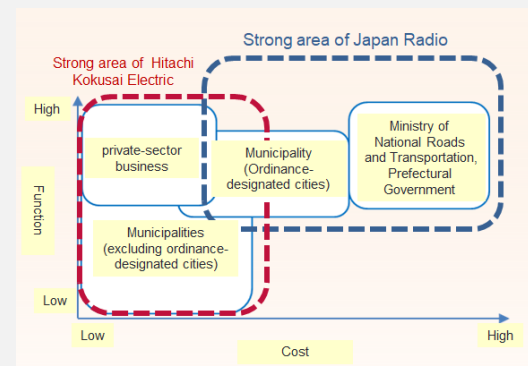 Strong area of Japan Radio
Strong area of Hitachi
Kokusai Electric
High
private-sector
business
Municipality
(Ordinance-
designated cities)
Ministry of
National Roads
and Transportation,
Prefectural
Government
Function
Municipalities
(excluding ordinance-
designated cities)
Low
Low
High
Cost